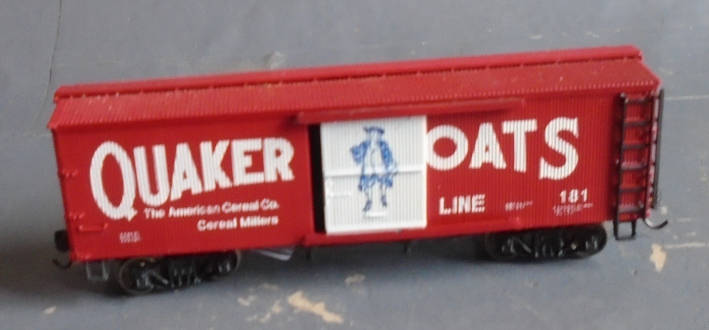 QUAKER OATS
The American Cereal Co.
Cereal Millers
LINE
181